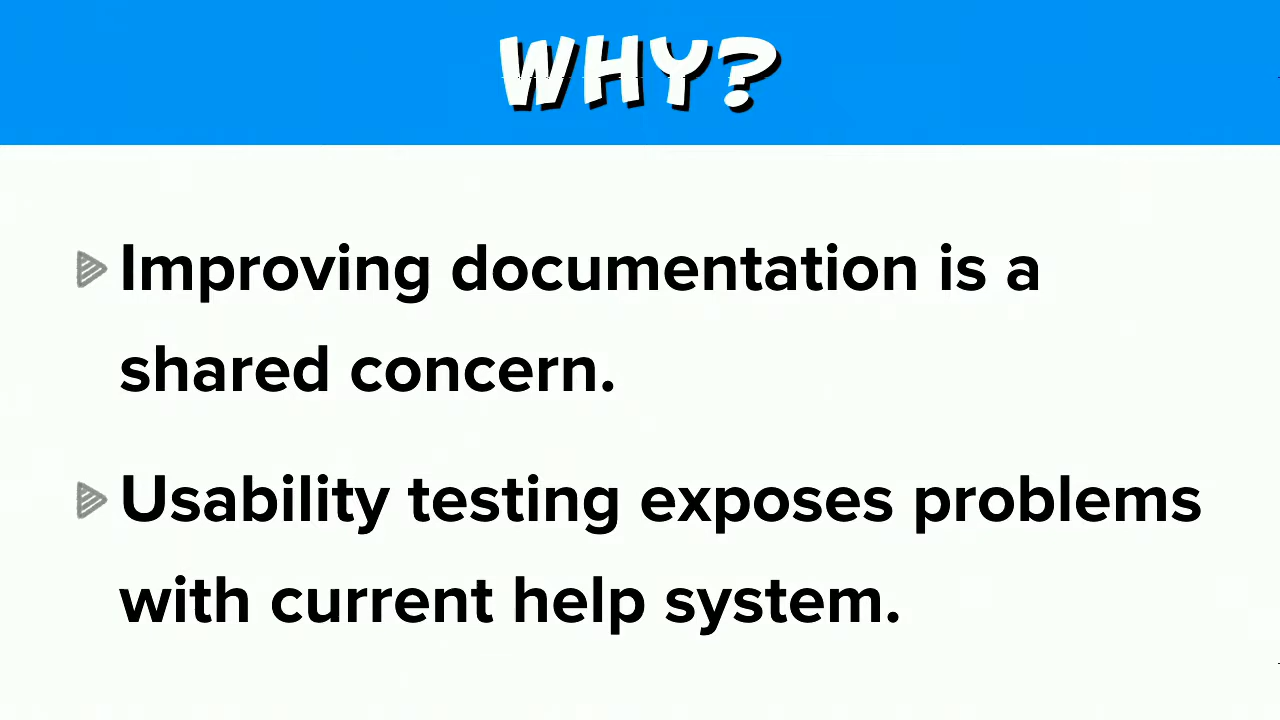 WHY?
Improving documentation is a
shared concern.
Usability testing exposes problems
with current help system.